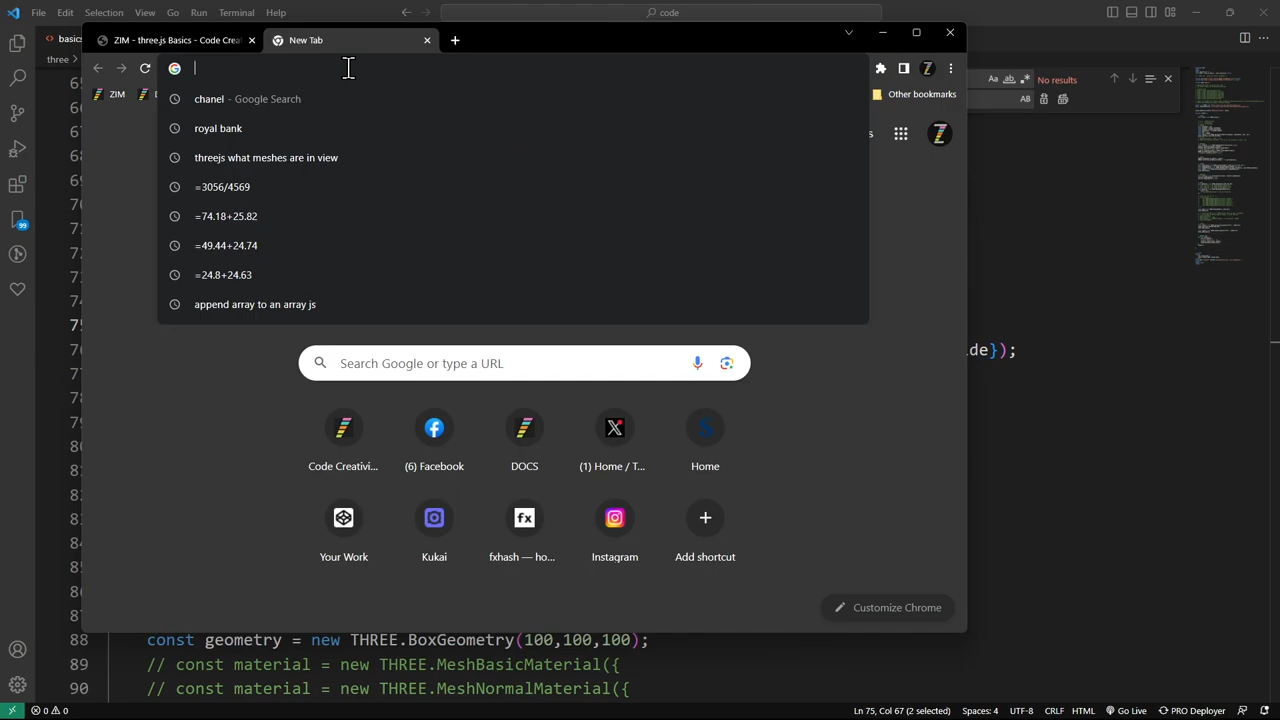 File Edit Selection View Go Run Terminal Help
code
basics
three
ZIM - three.js Basics - Code Creat
New Tab
chanel - Google Search
royal bank
threejs what meshes are in view
=3056/4569
=74.18+25.82
=49.44+24.74
=24.8+24.63
append array to an array js
ZIM
Other bookmarks
Aa ab No results
AB
99
Search Google or type a URL
Code Creativi...
(6) Facebook
DOCS
(1) Home / T...
Home
Your Work
Kukai
fxhash — ho...
Instagram
Add shortcut
Customize Chrome
75
de});
88 const geometry = new THREE.BoxGeometry(100,100,100);
89 // const material = new THREE.MeshBasicMaterial({
90 // const material = new THREE.MeshNormalMaterial({
0 0
Ln 75, Col 67 (2 selected) Spaces: 4 UTF-8 CRLF HTML Go Live PRO Deployer